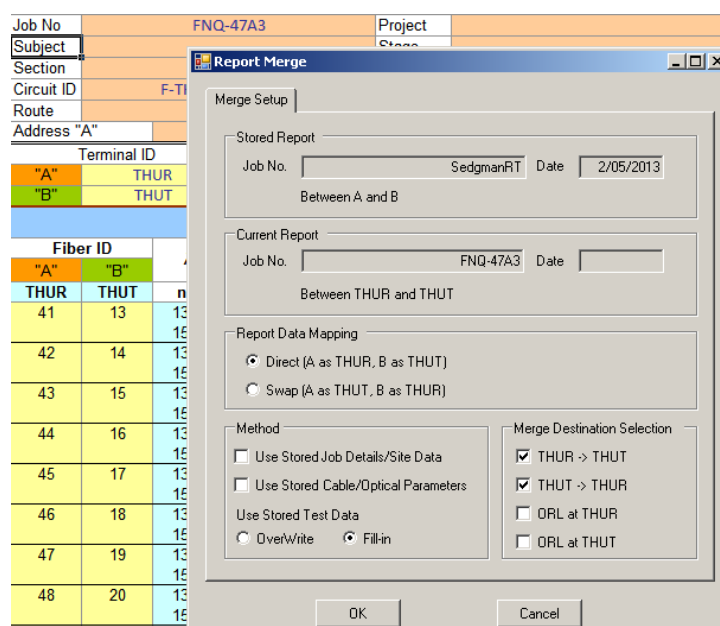 Job No FNQ-47A3 Project
Subject Stage
Section
Circuit ID
Route
Address "A"
Terminal ID
"A" THUR
"B" THUT
Fiber ID
"A" "B"
THUR THUT
41 13
42 14
43 15
44 16
45 17
46 18
47 19
48 20
Report Merge
Merge Setup
Stored Report
Job No. SedgmanRT Date 2/05/2013
Between A and B
Current Report
Job No. FNQ-47A3 Date
Between THUR and THUT
Report Data Mapping
Direct (A as THUR, B as THUT)
Swap (A as THUT, B as THUR)
Method
Use Stored Job Details/Site Data
Use Stored Cable/Optical Parameters
Use Stored Test Data
OverWrite Fill-in
Merge Destination Selection
THUR -> THUT
THUT -> THUR
ORL at THUR
ORL at THUT
OK Cancel